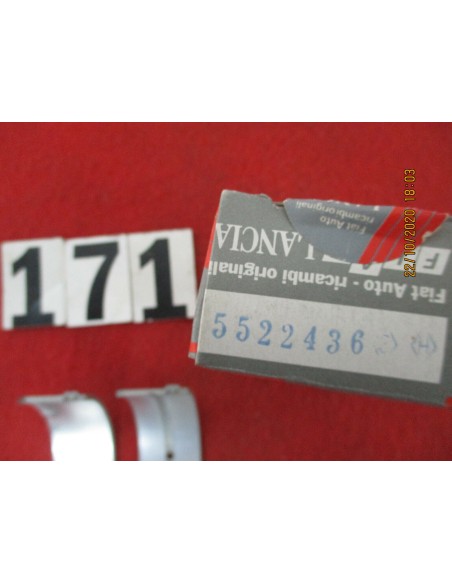 22/10/2020 18:03
171
Fiat Auto
ricambi originali
LANCIA
Fiat Auto - ricambi originali
5522436